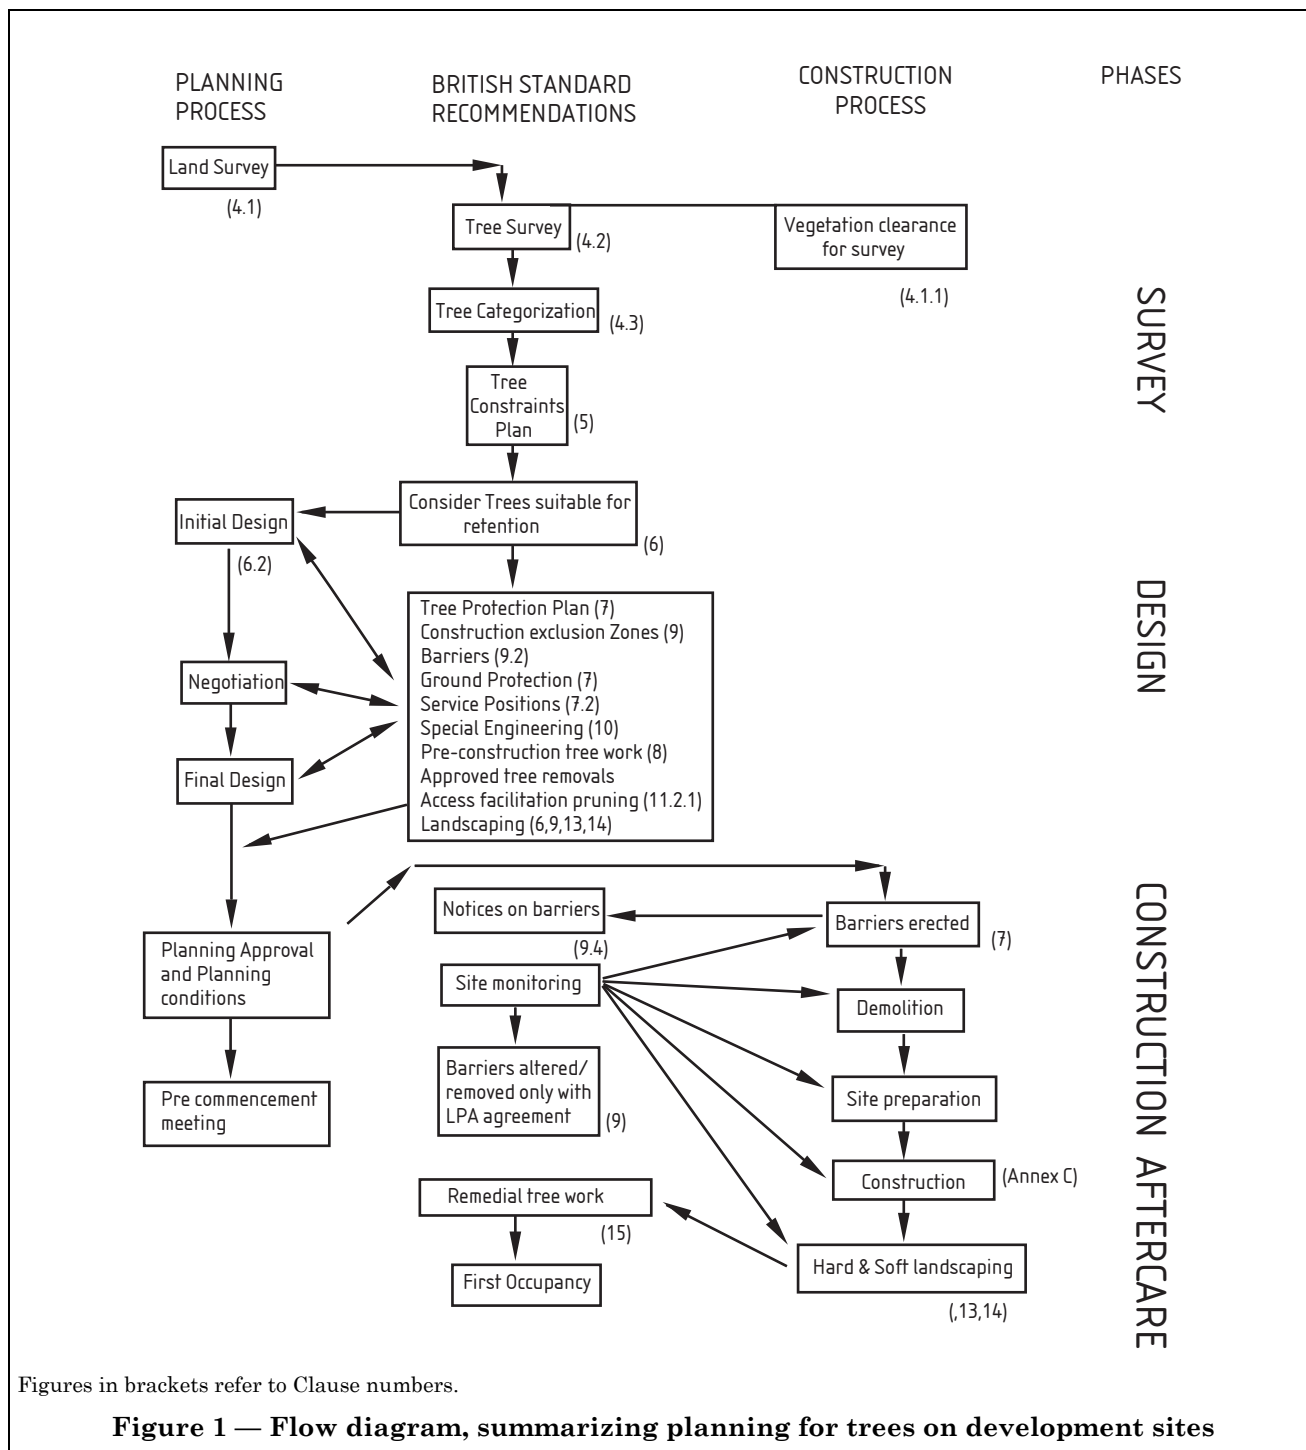 PLANNING
PROCESS
BRITISH STANDARD
RECOMMENDATIONS
CONSTRUCTION
PROCESS
PHASES
Land Survey
(4.1)
Tree Survey
(4.2)
Vegetation clearance
for survey
(4.1.1)
Tree Categorization
(4.3)
Tree
Constraints
Plan
(5)
SURVEY
Consider Trees suitable for
retention
(6)
Initial Design
(6.2)
Tree Protection Plan (7)
Construction exclusion Zones (9)
Barriers (9.2)
Ground Protection (7)
Service Positions (7.2)
Special Engineering (10)
Pre-construction tree work (8)
Approved tree removals
Access facilitation pruning (11.2.1)
Landscaping (6,9,13,14)
Negotiation
Final Design
DESIGN
Planning Approval
and Planning
conditions
Pre commencement
meeting
Notices on barriers
(9.4)
Barriers erected
(7)
Site monitoring
Demolition
Barriers altered/
removed only with
LPA agreement
(9)
Site preparation
Construction
(Annex C)
Remedial tree work
(15)
Hard & Soft landscaping
(,13,14)
First Occupancy
CONSTRUCTION AFTERCARE
Figures in brackets refer to Clause numbers.
Figure 1 — Flow diagram, summarizing planning for trees on development sites